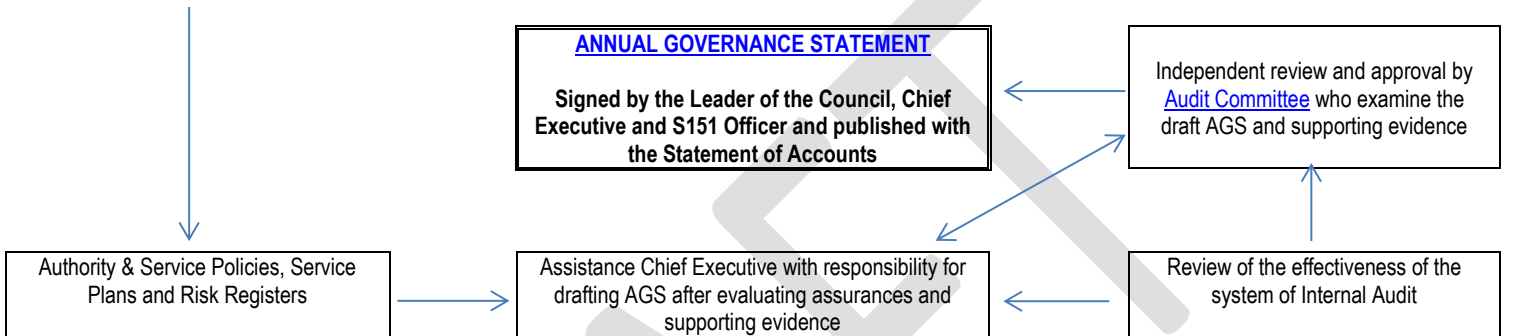 ANNUAL GOVERNANCE STATEMENT
Signed by the Leader of the Council, Chief
Executive and S151 Officer and published with
the Statement of Accounts
Independent review and approval by
Audit Committee who examine the
draft AGS and supporting evidence
Authority & Service Policies, Service
Plans and Risk Registers
Assistance Chief Executive with responsibility for
drafting AGS after evaluating assurances and
supporting evidence
Review of the effectiveness of the
system of Internal Audit